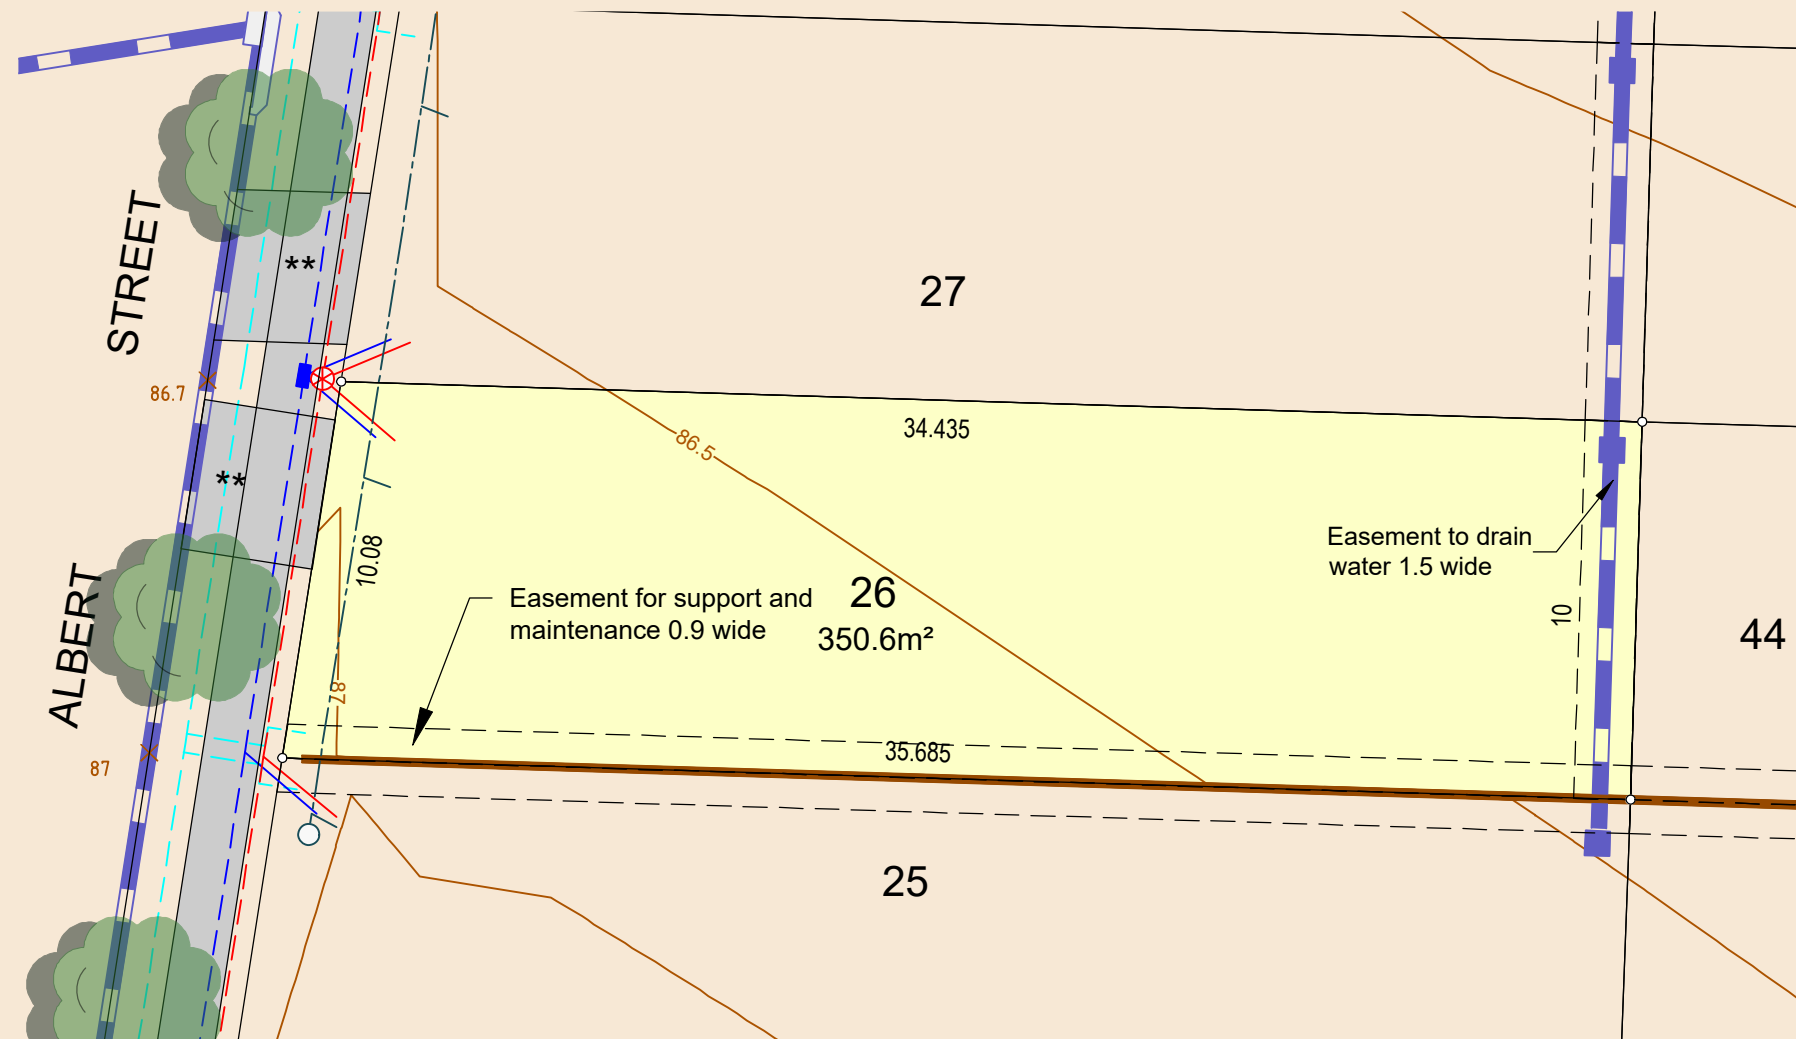 STREET
**
27
86.7
34.435
86.5
**
Easement to drain
water 1.5 wide
10.08
Easement for support and
maintenance 0.9 wide
26
350.6m²
10
44
ALBERT
87
35.685
87
25